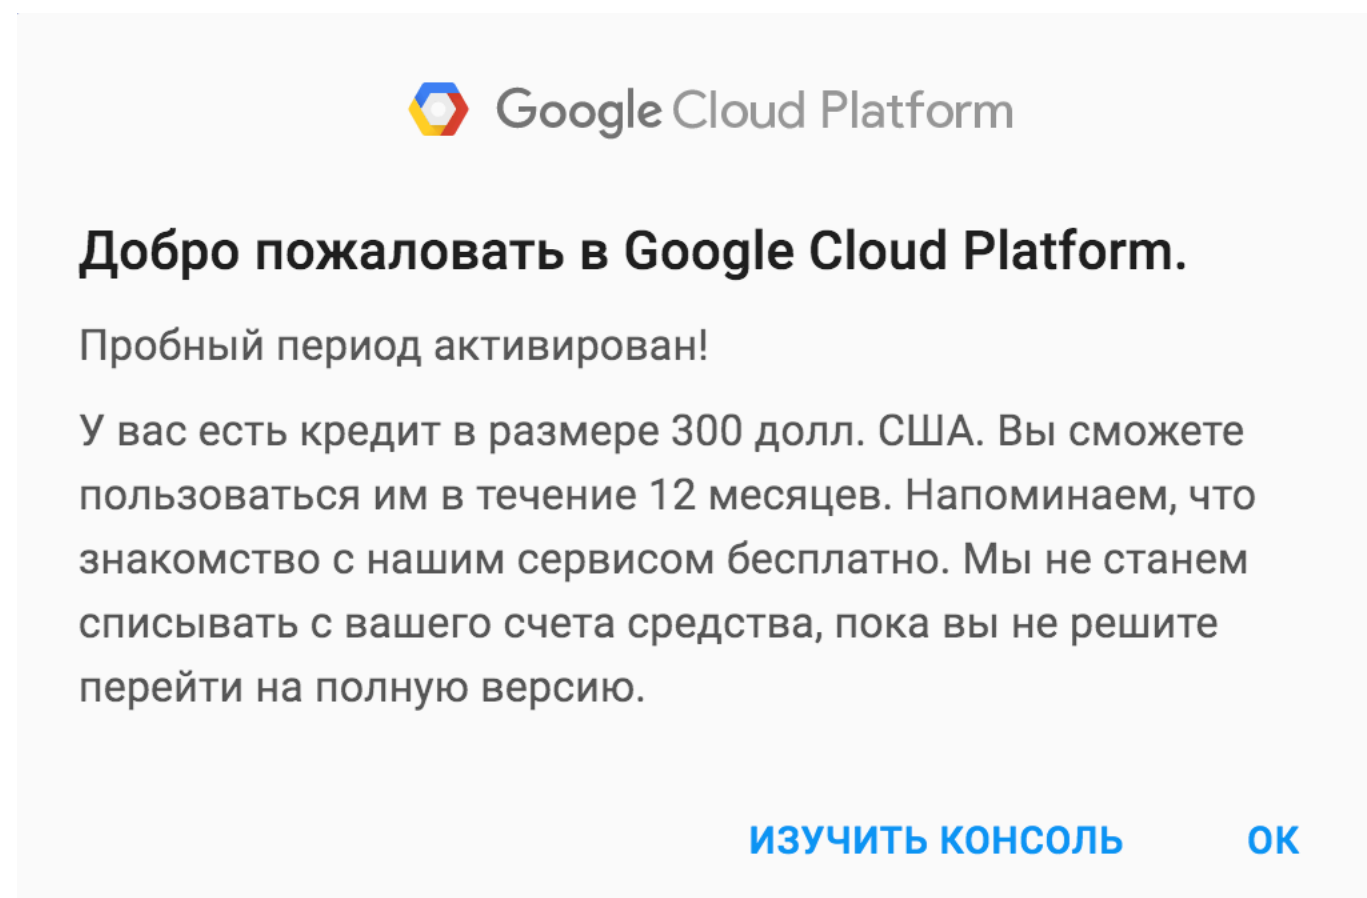 Google Cloud Platform
Добро пожаловать в Google Cloud Platform.
Пробный период активирован!
У вас есть кредит в размере 300 долл. США. Вы сможете
пользоваться им в течение 12 месяцев. Напоминаем, что
знакомство с нашим сервисом бесплатно. Мы не станем
списывать с вашего счета средства, пока вы не решите
перейти на полную версию.
ИЗУЧИТЬ КОНСОЛЬ ОК